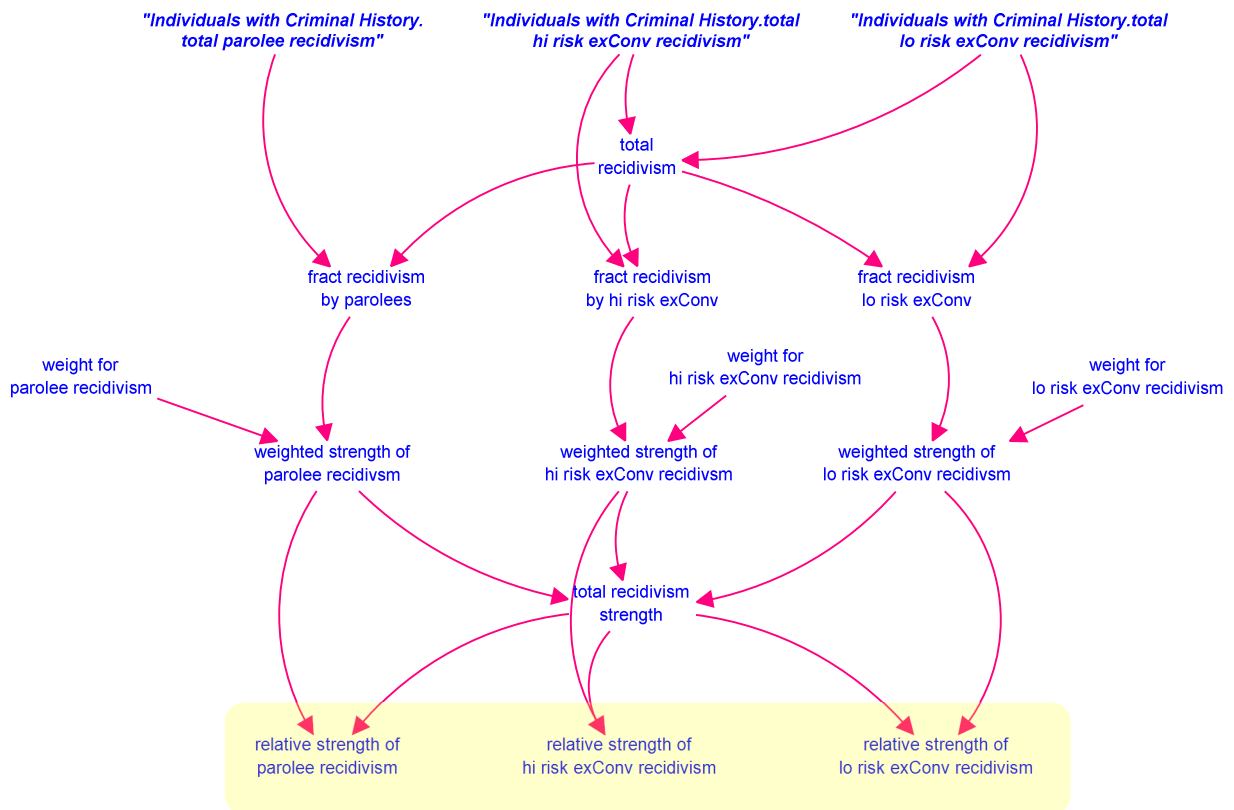 "Individuals with Criminal History.
total parolee recidivism"
"Individuals with Criminal History.total
hi risk exConv recidivism"
"Individuals with Criminal History.total
lo risk exConv recidivism"
total
recidivism
fract recidivism
by parolees
fract recidivism
by hi risk exConv
fract recidivism
lo risk exConv
weight for
parolee recidivism
weight for
hi risk exConv recidivism
weight for
lo risk exConv recidivism
weighted strength of
parolee recidivsm
weighted strength of
hi risk exConv recidivsm
weighted strength of
lo risk exConv recidivsm
total recidivism
strength
relative strength of
parolee recidivism
relative strength of
hi risk exConv recidivism
relative strength of
lo risk exConv recidivism